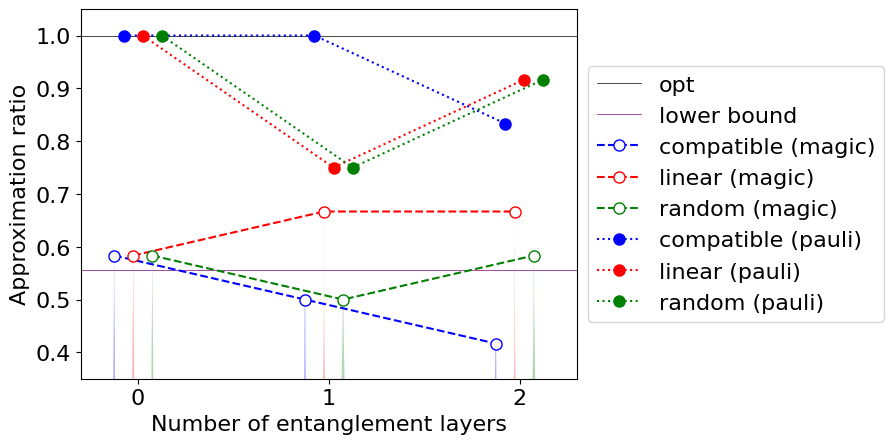 1.0
0.9
0.8
0.7
0.6
0.5
0.4
Approximation ratio
0 1 2
Number of entanglement layers
opt
lower bound
compatible (magic)
linear (magic)
random (magic)
compatible (pauli)
linear (pauli)
random (pauli)